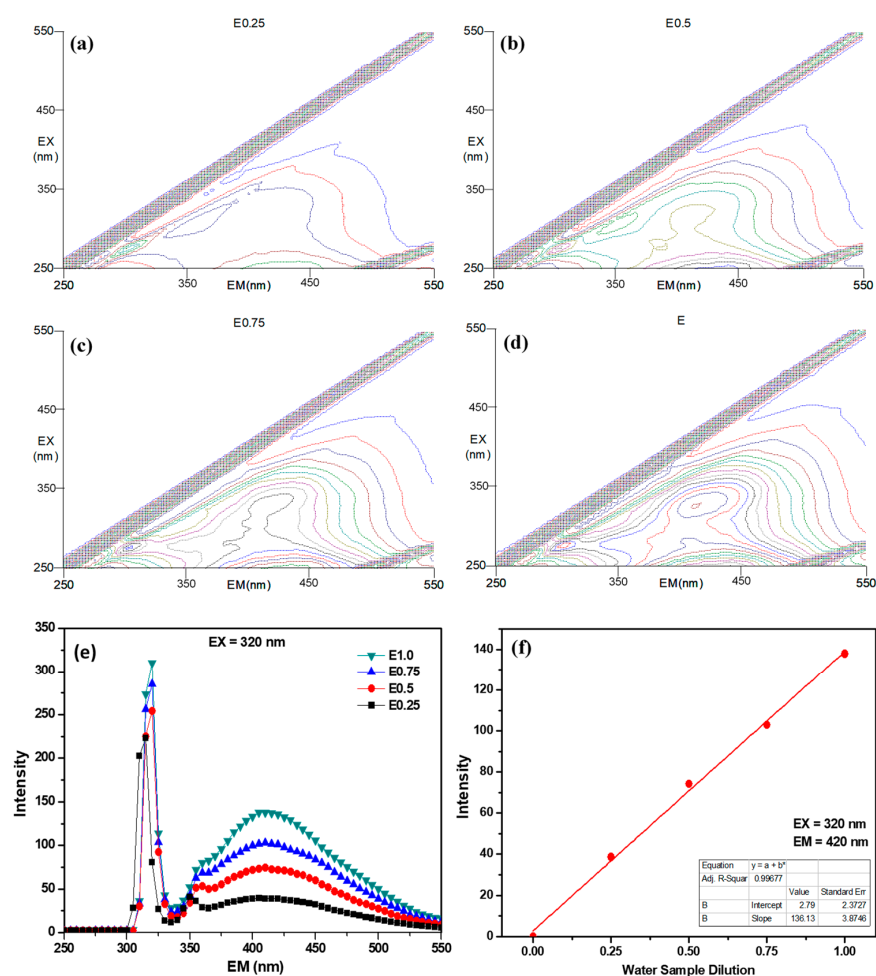 E0.25
(a)
550
450
EX
(nm)
350
250
250
350
EM(nm)
450
550
E0.5
(b)
550
450
EX
(nm)
350
250
250
350
EM(nm)
450
550
E0.75
(c)
550
450
EX
(nm)
350
250
250
350
EM(nm)
450
550
E
(d)
550
450
EX
(nm)
350
250
250
350
EM(nm)
450
550
(e)
EX = 320 nm
E1.0
E0.75
E0.5
E0.25
Intensity
350
300
250
200
150
100
50
0
250 300 350 400 450 500 550
EM (nm)
(f)
Intensity
140
120
100
80
60
40
20
0
EX = 320 nm
EM = 420 nm
Equation y = a + b*
Adj. R-Squar 0.99677
Value Standard Err
B Intercept 2.79 2.3727
B Slope 136.13 3.8746
0.00 0.25 0.50 0.75 1.00
Water Sample Dilution